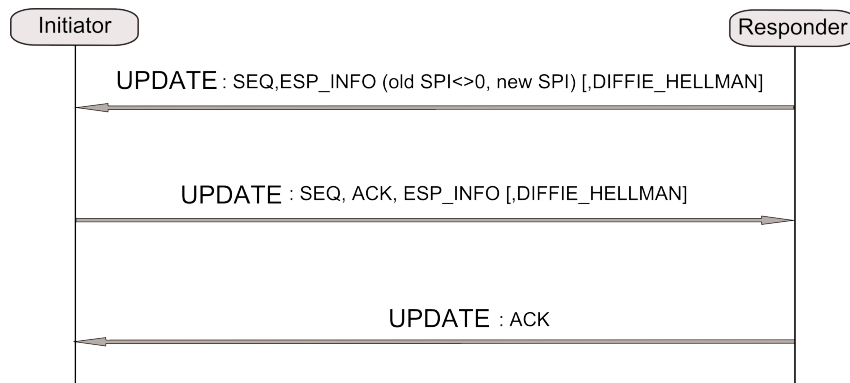 Initiator
Responder
UPDATE : SEQ,ESP_INFO (old SPI<>0, new SPI) [,DIFFIE_HELLMAN]
UPDATE : SEQ, ACK, ESP_INFO [,DIFFIE_HELLMAN]
UPDATE : ACK